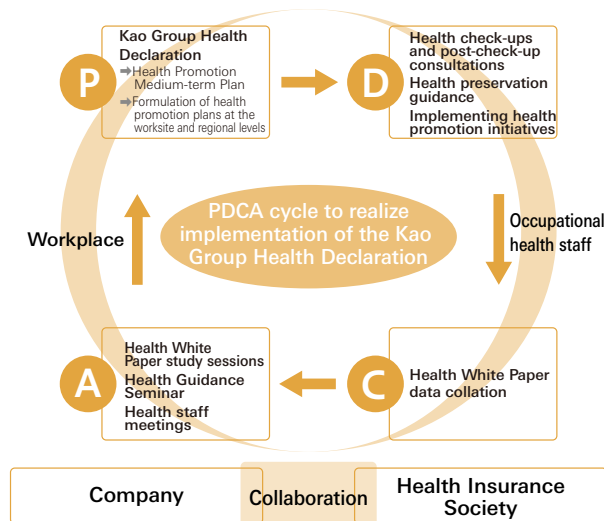 P
Kao Group Health
Declaration
➡Health Promotion
Medium-term Plan
➡Formulation of health
promotion plans at the
worksite and regional levels
D
Health check-ups
and post-check-up
consultations
Health preservation
guidance
Implementing health
promotion initiatives
Workplace
PDCA cycle to realize
implementation of the Kao
Group Health Declaration
Occupational
health staff
A
Health White
Paper study sessions
Health Guidance
Seminar
Health staff
meetings
C
Health White Paper
data collation
Company
Collaboration
Health Insurance
Society